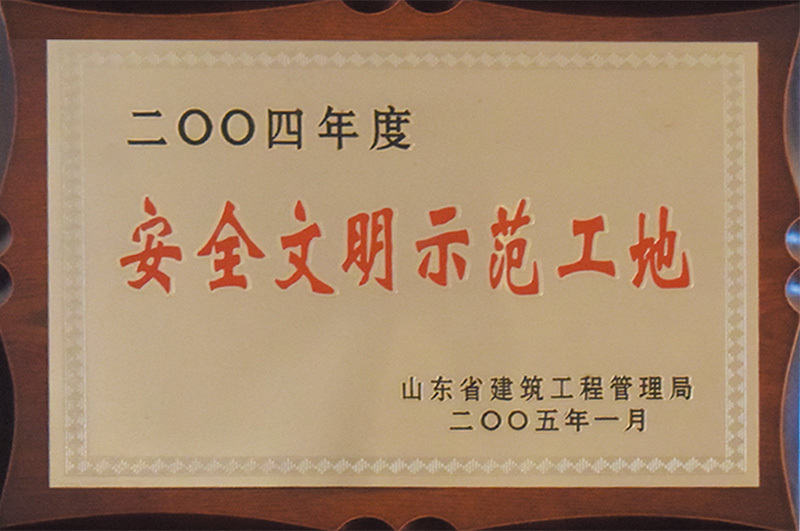 二〇〇四年度
安全文明示范工地
山东省建筑工程管理局
二〇〇五年一月